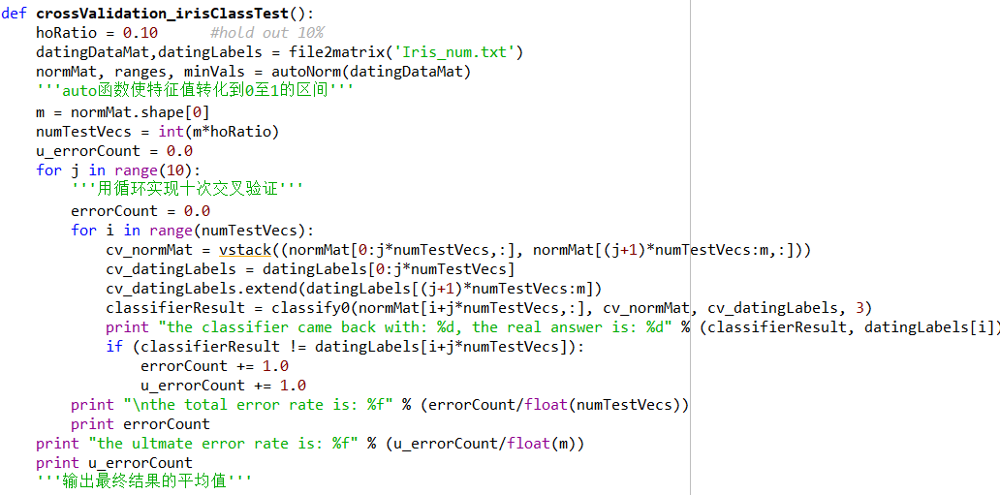 def crossValidation_irisClassTest():
    hoRatio = 0.10      #hold out 10%
    datingDataMat,datingLabels = file2matrix('Iris_num.txt')
    normMat, ranges, minVals = autoNorm(datingDataMat)
    '''auto函数使特征值转化到0至1的区间'''
    m = normMat.shape[0]
    numTestVecs = int(m*hoRatio)
    u_errorCount = 0.0
    for j in range(10):
        '''用循环实现十次交叉验证'''
        errorCount = 0.0
        for i in range(numTestVecs):
            cv_normMat = vstack((normMat[0:j*numTestVecs,:], normMat[(j+1)*numTestVecs:m,:]))
            cv_datingLabels = datingLabels[0:j*numTestVecs]
            cv_datingLabels.extend(datingLabels[(j+1)*numTestVecs:m])
            classifierResult = classify0(normMat[i+j*numTestVecs,:], cv_normMat, cv_datingLabels, 3)
            print "the classifier came back with: %d, the real answer is: %d" % (classifierResult, datingLabels[i])
            if (classifierResult != datingLabels[i+j*numTestVecs]):
                errorCount += 1.0
                u_errorCount += 1.0
        print "\nthe total error rate is: %f" % (errorCount/float(numTestVecs))
        print errorCount
    print "the ultmate error rate is: %f" % (u_errorCount/float(m))
    print u_errorCount
    '''输出最终结果的平均值'''